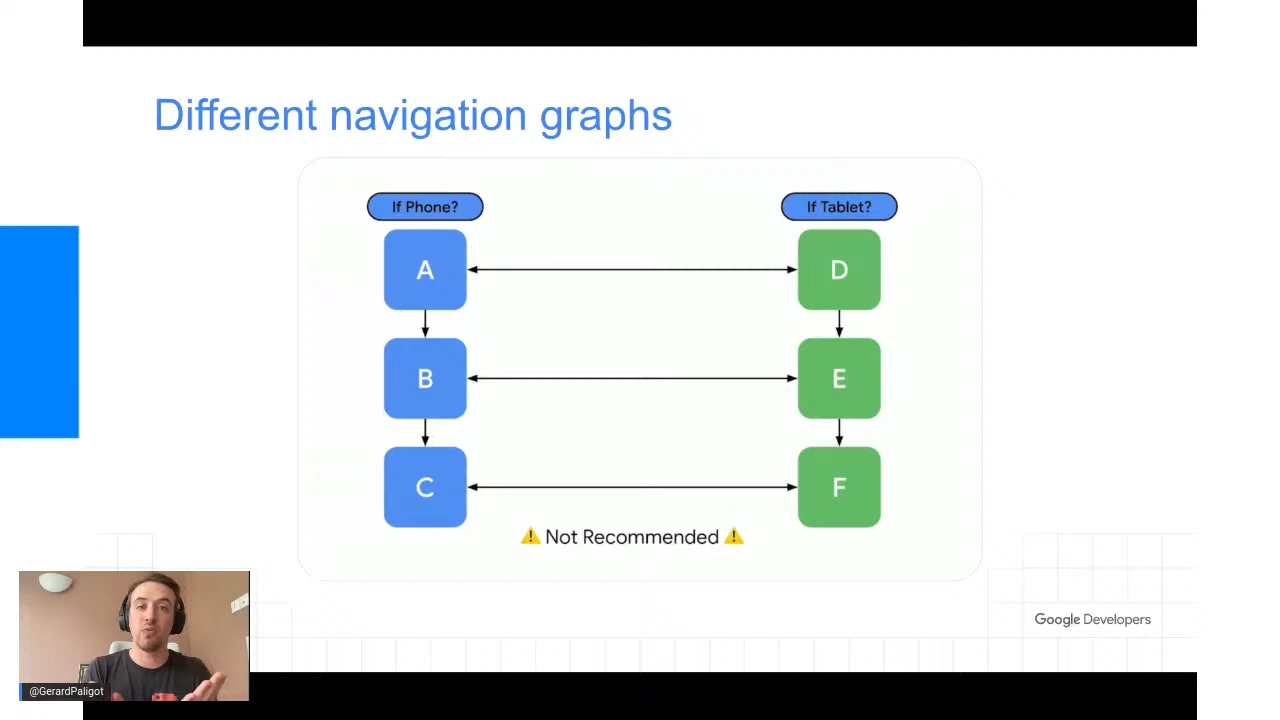 Different navigation graphs
If Phone?
If Tablet?
A
D
B
E
C
F
Not Recommended
Google Developers
@GerardPaligot